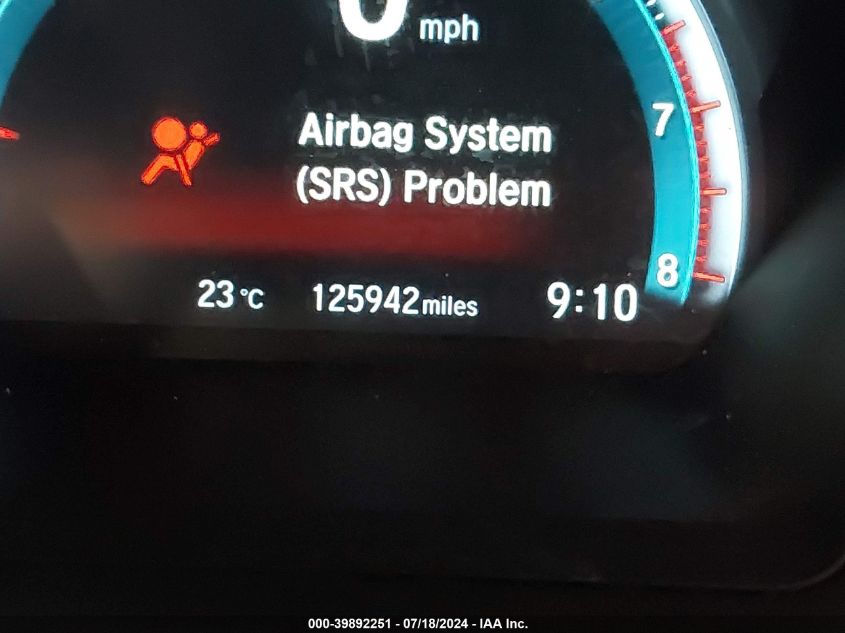 0 mph
7
Airbag System
(SRS) Problem
8
23 °C 125942 miles 9:10
000-39892251 - 07/18/2024 - IAA Inc.